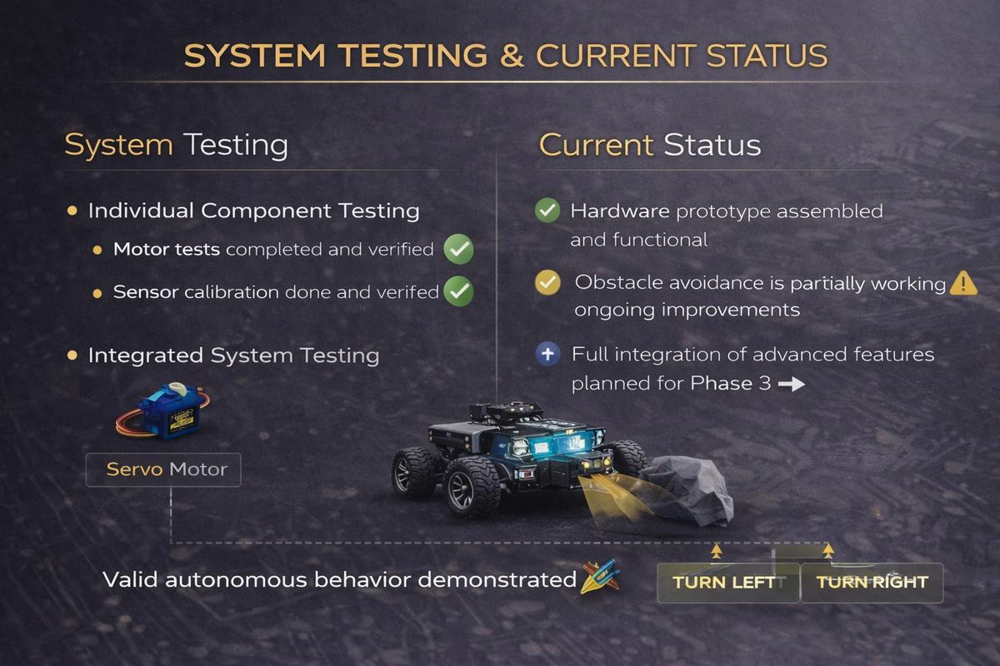 SYSTEM TESTING & CURRENT STATUS
System Testing
Individual Component Testing
Motor tests completed and verified
Sensor calibration done and verifed
Integrated System Testing
Servo Motor
Current Status
Hardware prototype assembled
and functional
Obstacle avoidance is partially working
ongoing improvements
Full integration of advanced features
planned for Phase 3
Valid autonomous behavior demonstrated
TURN LEFT
TURN RIGHT